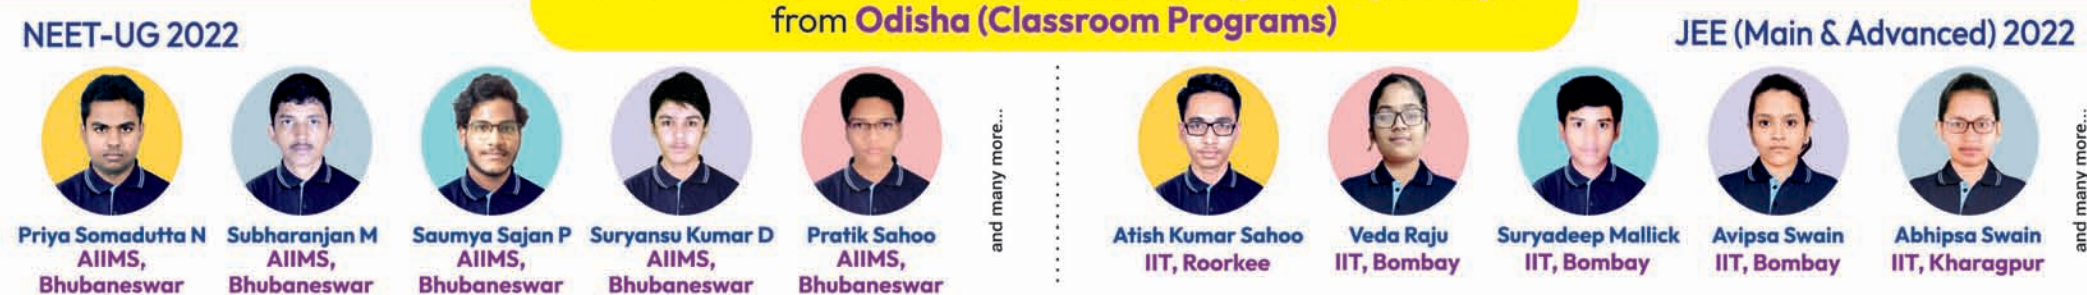 from Odisha (Classroom Programs)
NEET-UG 2022
Priya Somadutta N
AIIMS,
Bhubaneswar
Subharanjan M
AIIMS,
Bhubaneswar
Saumya Sajan P
AIIMS,
Bhubaneswar
Suryansu Kumar D
AIIMS,
Bhubaneswar
Pratik Sahoo
AIIMS,
Bhubaneswar
and many more...
JEE (Main & Advanced) 2022
Atish Kumar Sahoo
IIT, Roorkee
Veda Raju
IIT, Bombay
Suryadeep Mallick
IIT, Bombay
Avipsa Swain
IIT, Bombay
Abhipsa Swain
IIT, Kharagpur
and many more...